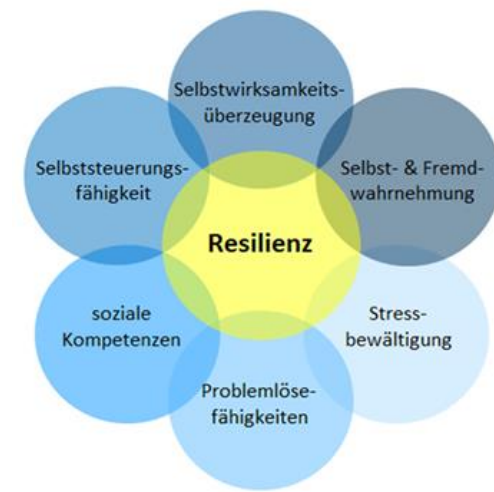 Selbstwirksamkeits-
überzeugung
Selbststeuerungs-
fähigkeit
Selbst- & Fremd-
wahrnehmung
Resilienz
soziale
Kompetenzen
Stress-
bewältigung
Problemlöse-
fähigkeiten